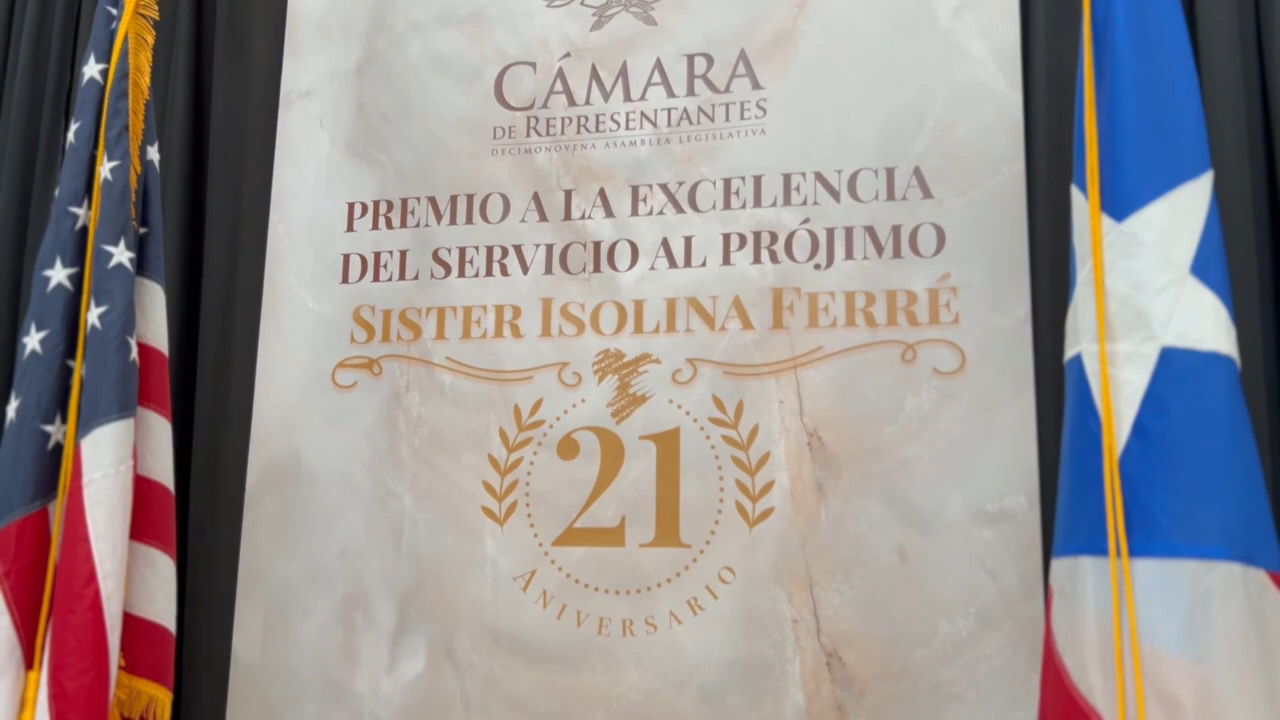 CÁMARA
DE REPRESENTANTES
DECIMONOVENA ASAMBLEA LEGISLATIVA
PREMIO A LA EXCELENCIA
DEL SERVICIO AL PRÓJIMO
SISTER ISOLINA FERRÉ
21
ANIVERSARIO